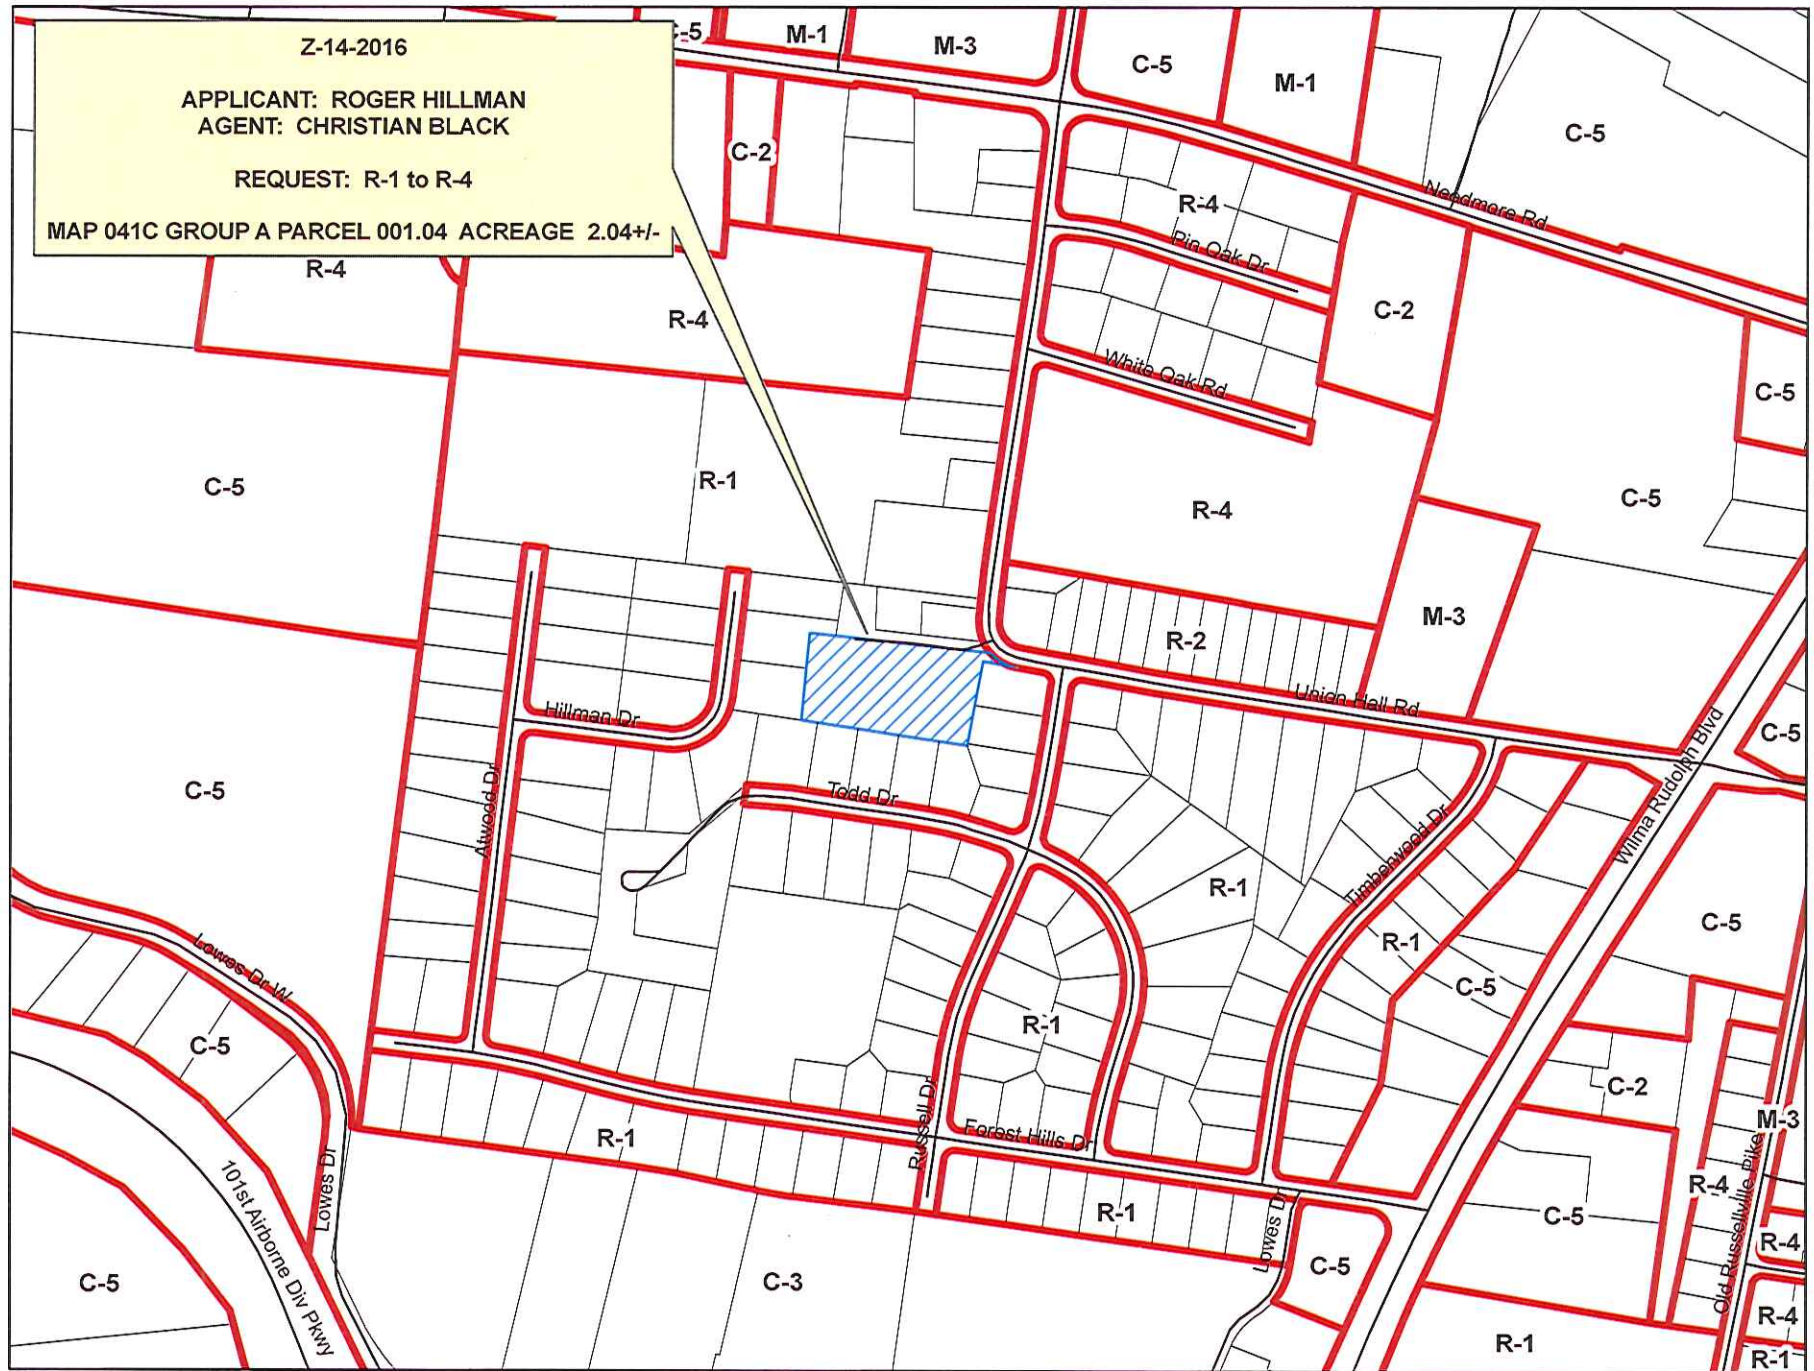 Z-14-2016
APPLICANT: ROGER HILLMAN
AGENT: CHRISTIAN BLACK
REQUEST: R-1 to R-4
MAP 041C GROUP A PARCEL 001.04 ACREAGE 2.04+/-
C-5
M-1
M-3
C-5
M-1
C-5
C-2
R-4
Needmore Rd
Pin Oak Dr
R-4
R-4
C-2
White Oak Rd
C-5
C-5
R-1
R-4
C-5
M-3
R-2
Union Hall Rd
Hillman Dr
C-5
C-5
Atwood Dr
Todd Dr
Timberwood Dr
Wilma Rudolph Blvd
R-1
R-1
C-5
C-5
Lowes Dr W
C-5
R-1
C-2
M-3
R-1
Russell Dr
Forest Hills Dr
Lowes Dr
101st Airborne Div Pkwy
R-4
Old Russellville Pike
R-1
Lowes Dr
C-5
C-5
R-4
C-5
C-3
R-4
R-1
R-1